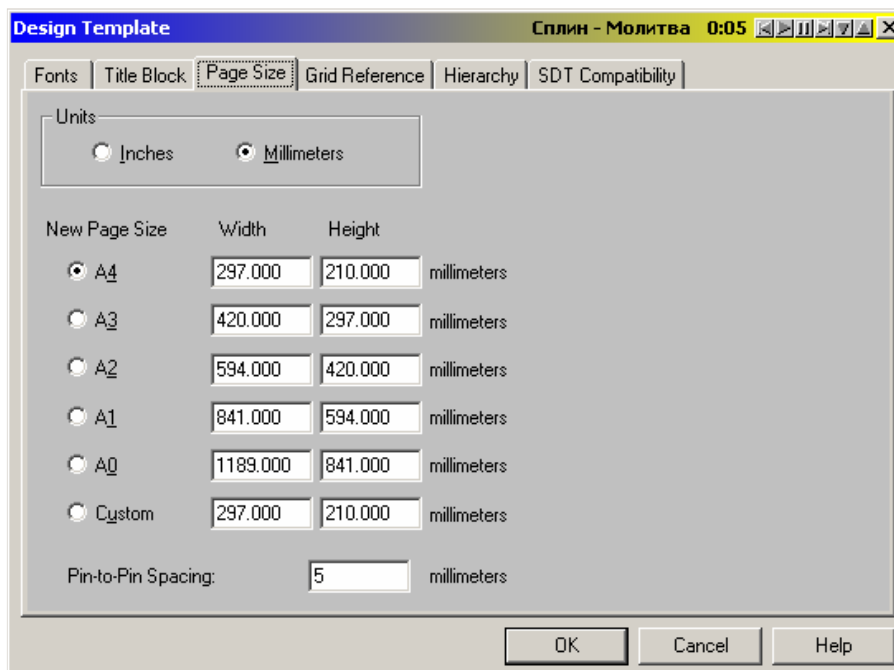 Design Template Сплин - Молитва 0:05
Fonts Title Block Page Size Grid Reference Hierarchy SDT Compatibility
Units
Inches Millimeters
New Page Size Width Height
A4 297.000 210.000 millimeters
A3 420.000 297.000 millimeters
A2 594.000 420.000 millimeters
A1 841.000 594.000 millimeters
A0 1189.000 841.000 millimeters
Custom 297.000 210.000 millimeters
Pin-to-Pin Spacing: 5 millimeters
OK Cancel Help